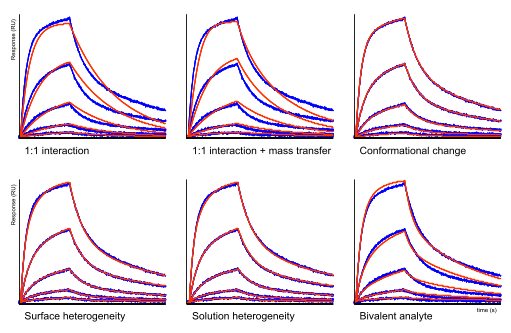 Response (RU)
1:1 interaction
1:1 interaction + mass transfer
Conformational change
Response (RU)
time (s)
Surface heterogeneity
Solution heterogeneity
Bivalent analyte